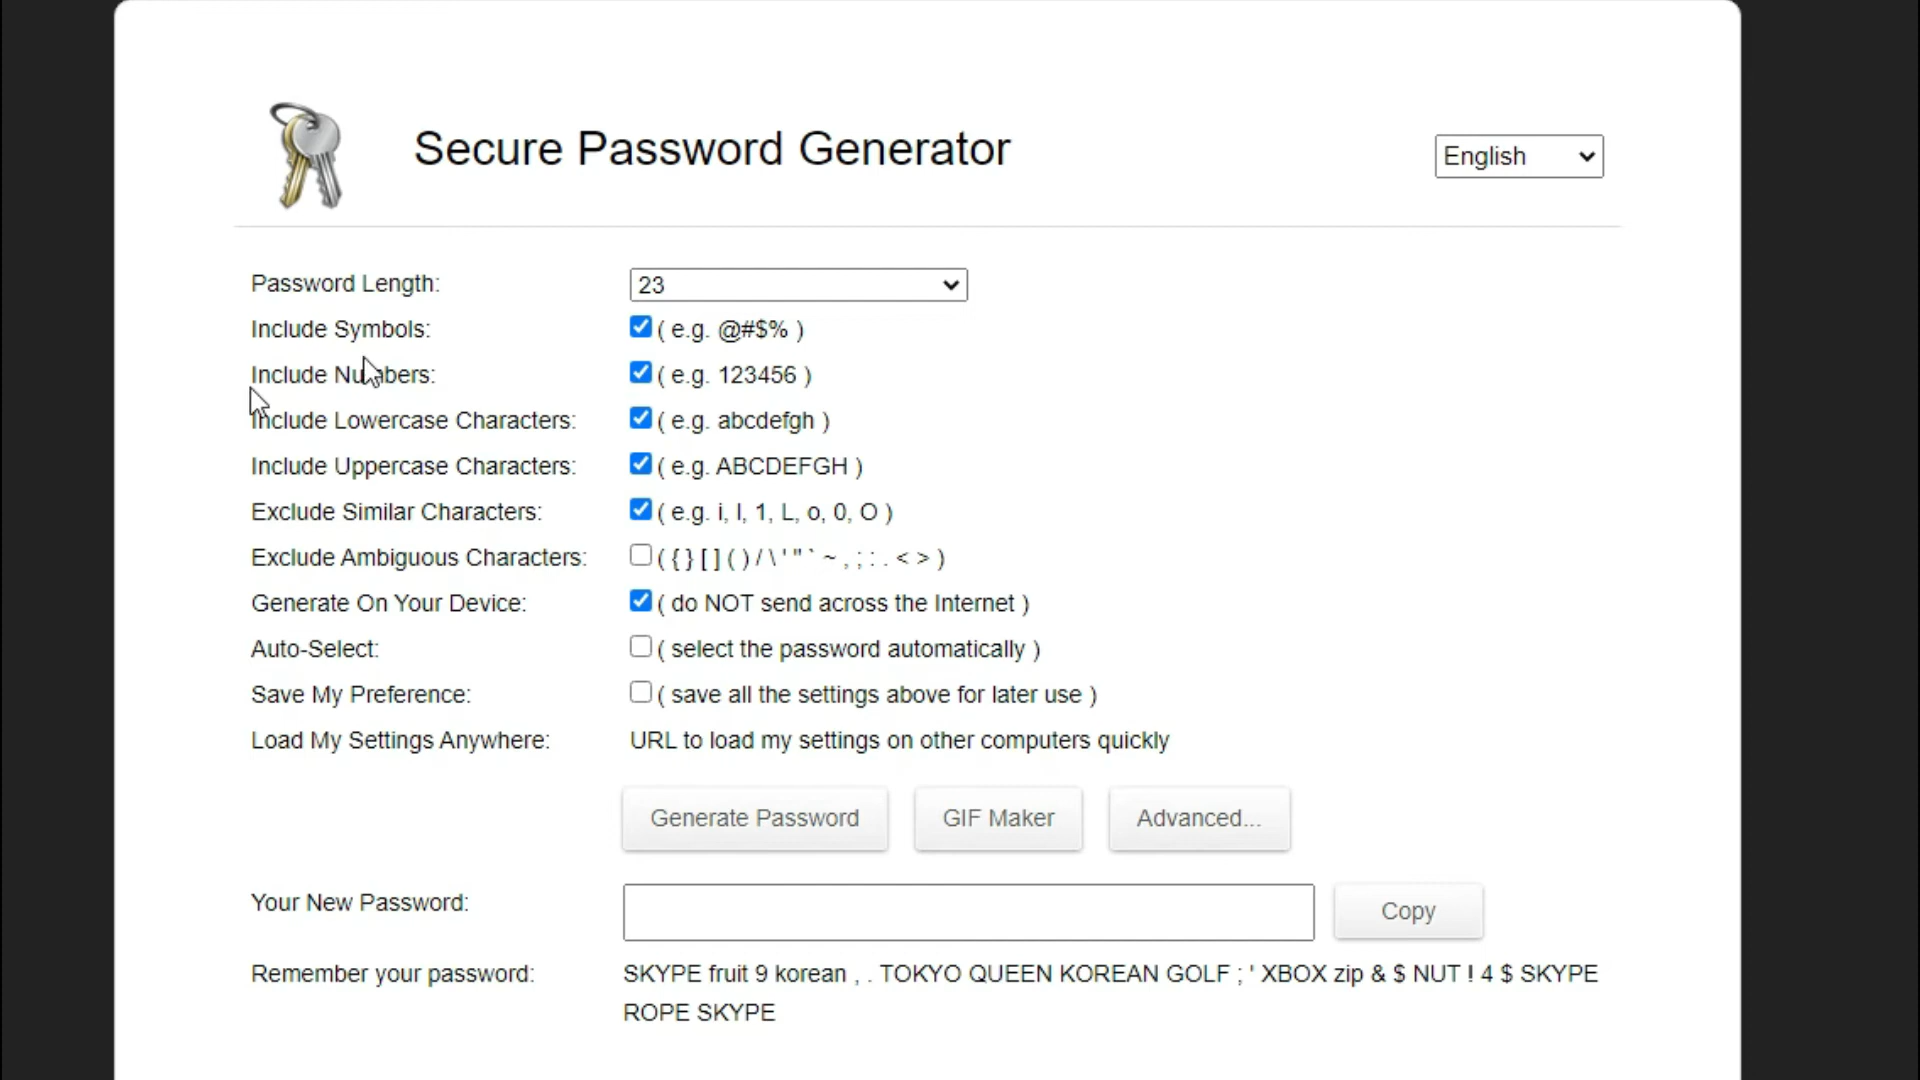 Secure Password Generator
English
Password Length: 23
Include Symbols: ( e.g. @#$% )
Include Numbers: ( e.g. 123456 )
Include Lowercase Characters: ( e.g. abcdefgh )
Include Uppercase Characters: ( e.g. ABCDEFGH )
Exclude Similar Characters: ( e.g. i, l, 1, L, o, 0, O )
Exclude Ambiguous Characters: ( { } [ ] ( ) / \ ' " ` ~ , ; : . < > )
Generate On Your Device: ( do NOT send across the Internet )
Auto-Select: ( select the password automatically )
Save My Preference: ( save all the settings above for later use )
Load My Settings Anywhere: URL to load my settings on other computers quickly
Generate Password GIF Maker Advanced...
Your New Password: Copy
Remember your password: SKYPE fruit 9 korean , . TOKYO QUEEN KOREAN GOLF ; ' XBOX zip & $ NUT ! 4 $ SKYPE
ROPE SKYPE